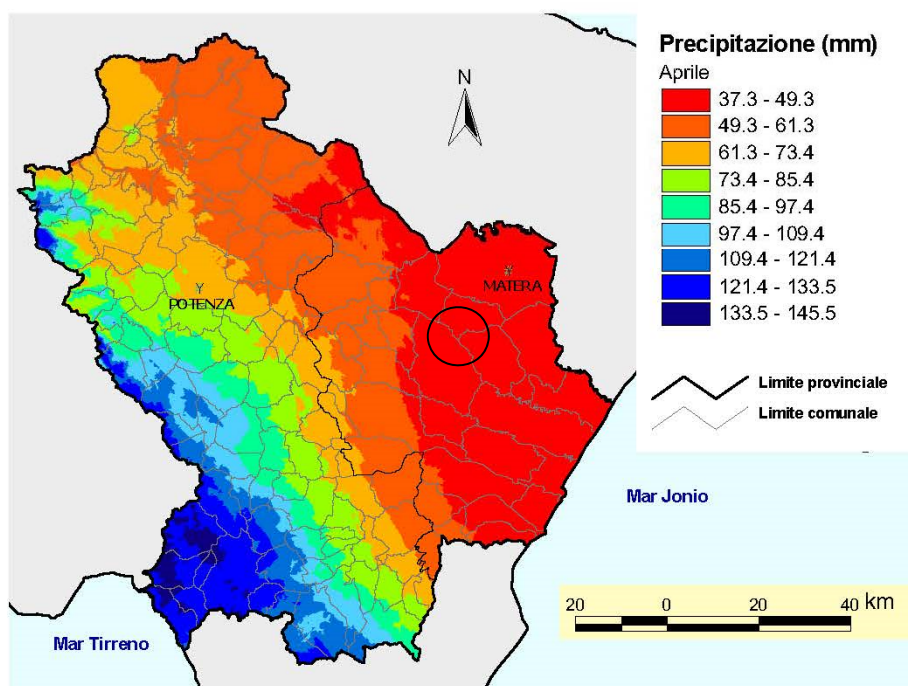 Precipitazione (mm)
Aprile
37.3 - 49.3
49.3 - 61.3
61.3 - 73.4
73.4 - 85.4
85.4 - 97.4
97.4 - 109.4
109.4 - 121.4
121.4 - 133.5
133.5 - 145.5
Limite provinciale
Limite comunale
N
MATERA
POTENZA
Mar Jonio
Mar Tirreno
20 0 20 40 km